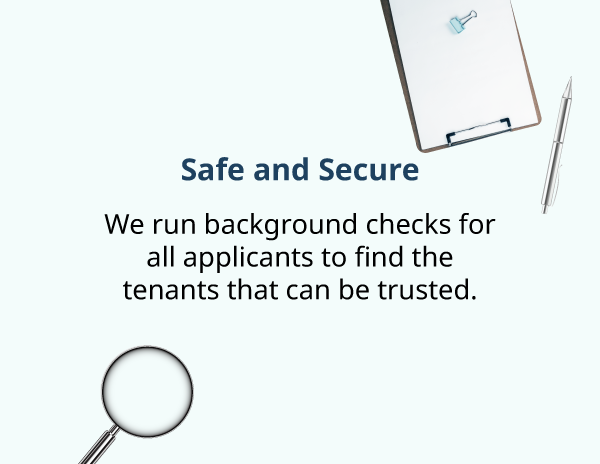 Safe and Secure
We run background checks for
all applicants to find the
tenants that can be trusted.